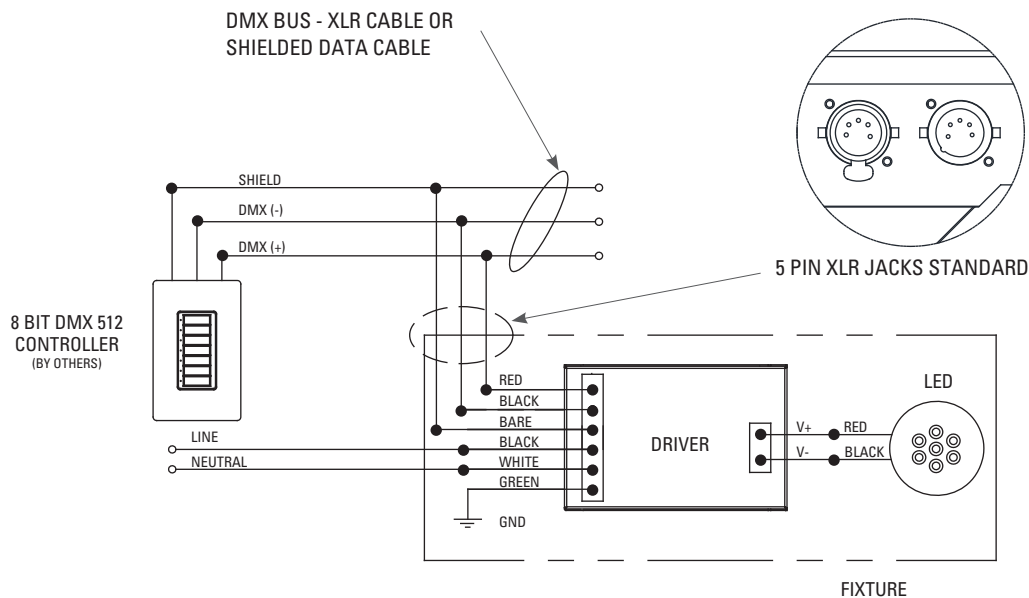 DMX BUS - XLR CABLE OR
SHIELDED DATA CABLE
SHIELD
DMX (-)
DMX (+)
5 PIN XLR JACKS STANDARD
8 BIT DMX 512
CONTROLLER
(BY OTHERS)
RED
BLACK
BARE
LINE
BLACK
NEUTRAL
WHITE
GREEN
GND
DRIVER
V+
RED
V-
BLACK
LED
FIXTURE